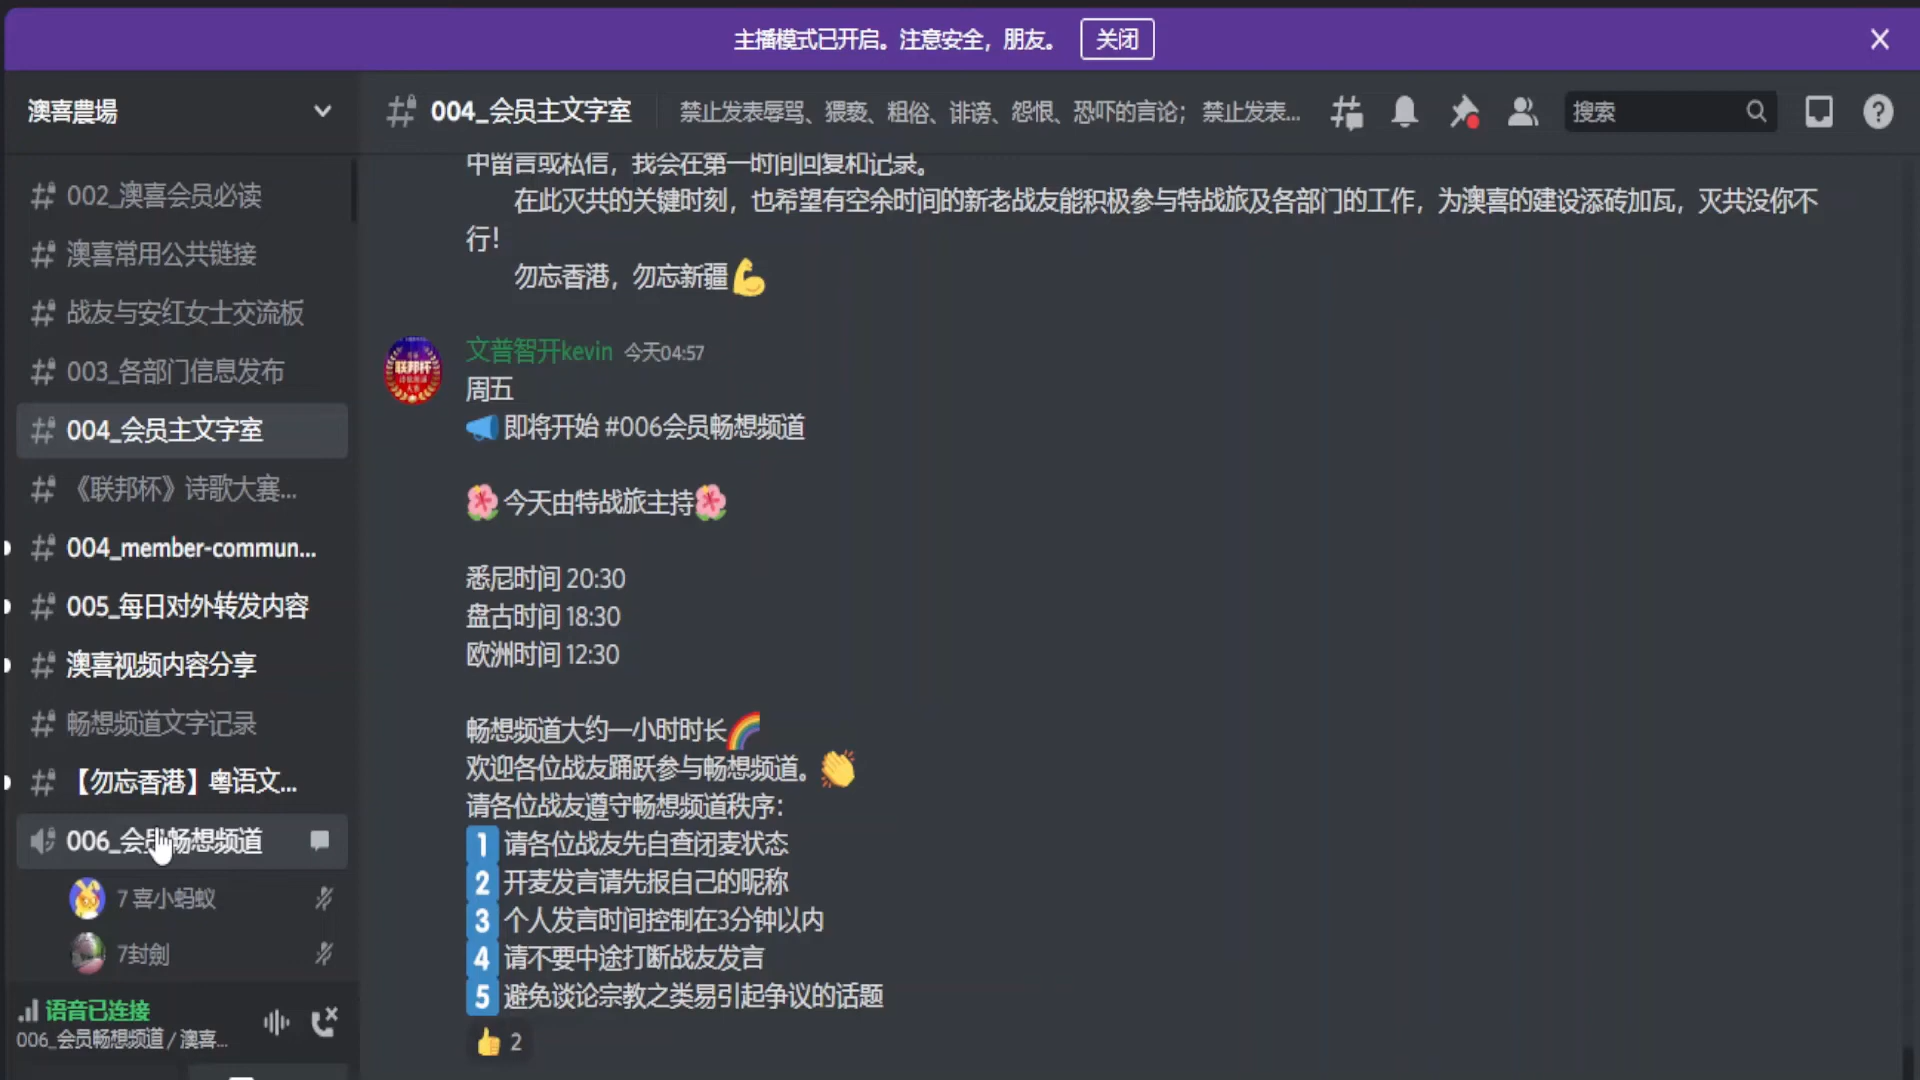 主播模式已开启。注意安全，朋友。 关闭
澳喜農場
004_会员主文字室 禁止发表辱骂、猥亵、粗俗、诽谤、怨恨、恐吓的言论；禁止发表... 搜索
002_澳喜会员必读
澳喜常用公共链接
战友与安红女士交流板
003_各部门信息发布
004_会员主文字室
《联邦杯》诗歌大赛...
004_member-commun...
005_每日对外转发内容
澳喜视频内容分享
畅想频道文字记录
【勿忘香港】粤语文...
006_会员畅想频道
7 喜小蚂蚁
7封劍
语音已连接
006_会员畅想频道 / 澳喜...
中留言或私信，我会在第一时间回复和记录。
在此灭共的关键时刻，也希望有空余时间的新老战友能积极参与特战旅及各部门的工作，为澳喜的建设添砖加瓦，灭共没你不
行！
勿忘香港，勿忘新疆💪
联邦杯
文普智开kevin 今天04:57
周五
📢 即将开始 #006会员畅想频道
🌺 今天由特战旅主持🌺
悉尼时间 20:30
盘古时间 18:30
欧洲时间 12:30
畅想频道大约一小时时长🌈
欢迎各位战友踊跃参与畅想频道。👏
请各位战友遵守畅想频道秩序：
1 请各位战友先自查闭麦状态
2 开麦发言请先报自己的昵称
3 个人发言时间控制在3分钟以内
4 请不要中途打断战友发言
5 避免谈论宗教之类易引起争议的话题
👍 2